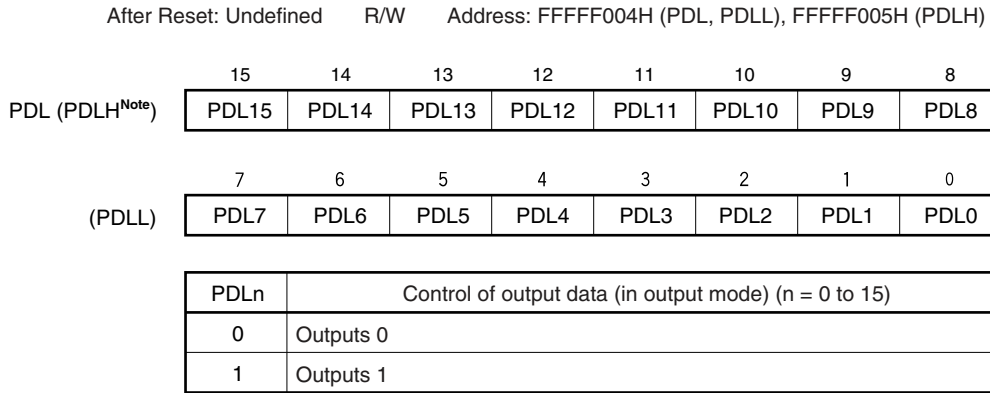 After Reset: Undefined R/W Address: FFFFF004H (PDL, PDLL), FFFFF005H (PDLH)
15 14 13 12 11 10 9 8
PDL (PDLHNote) PDL15 PDL14 PDL13 PDL12 PDL11 PDL10 PDL9 PDL8
7 6 5 4 3 2 1 0
(PDLL) PDL7 PDL6 PDL5 PDL4 PDL3 PDL2 PDL1 PDL0
PDLn Control of output data (in output mode) (n = 0 to 15)
0 Outputs 0
1 Outputs 1